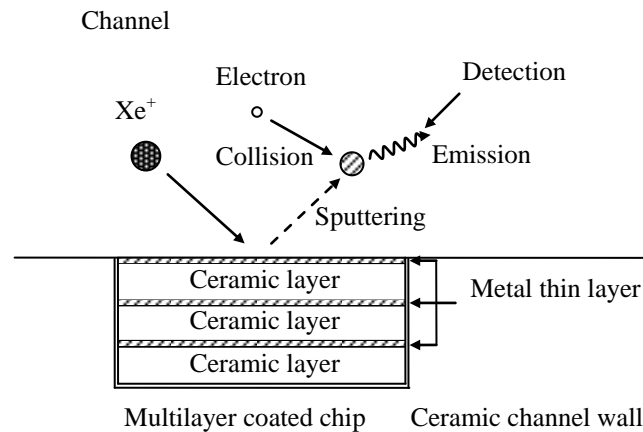 Channel
Electron
Detection
Xe⁺
Collision
Emission
Sputtering
Ceramic layer
Metal thin layer
Ceramic layer
Ceramic layer
Multilayer coated chip
Ceramic channel wall